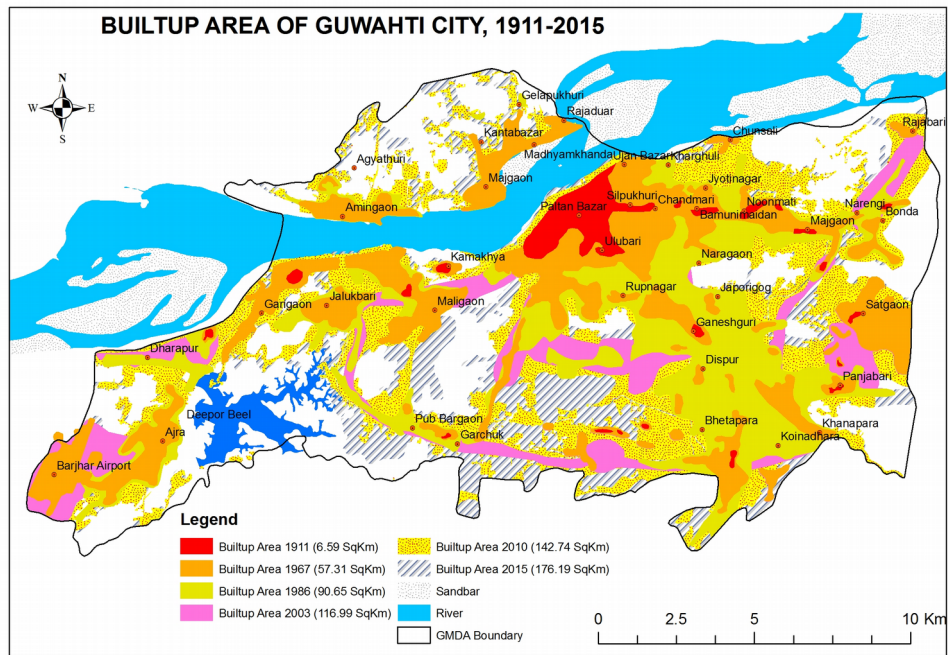 BUILTUP AREA OF GUWAHTI CITY, 1911-2015
N
W E
S
Gelapukhuri
Rajaduar
Kantabazar
Chunsali
Rajabari
Madhyamkhanda
Ujan Bazar
Kharghuli
Agyathuri
Majgaon
Jyotinagar
Amingaon
Paltan Bazar
Silpukhuri
Chandmari
Noonmati
Bamunimaidan
Majgaon
Narengi
Bonda
Ulubari
Naragaon
Kamakhya
Gangaon
Jalukbari
Maligaon
Rupnagar
Japorigog
Satgaon
Ganeshguri
Dharapur
Dispur
Panjabari
Deepor Beel
Ajra
Pub Bargaon
Garchuk
Bhetapara
Khanapara
Koinadhara
Barjhar Airport
Legend
Builtup Area 1911 (6.59 SqKm)
Builtup Area 1967 (57.31 SqKm)
Builtup Area 1986 (90.65 SqKm)
Builtup Area 2003 (116.99 SqKm)
Builtup Area 2010 (142.74 SqKm)
Builtup Area 2015 (176.19 SqKm)
Sandbar
River
GMDA Boundary
0 2.5 5 10 Km